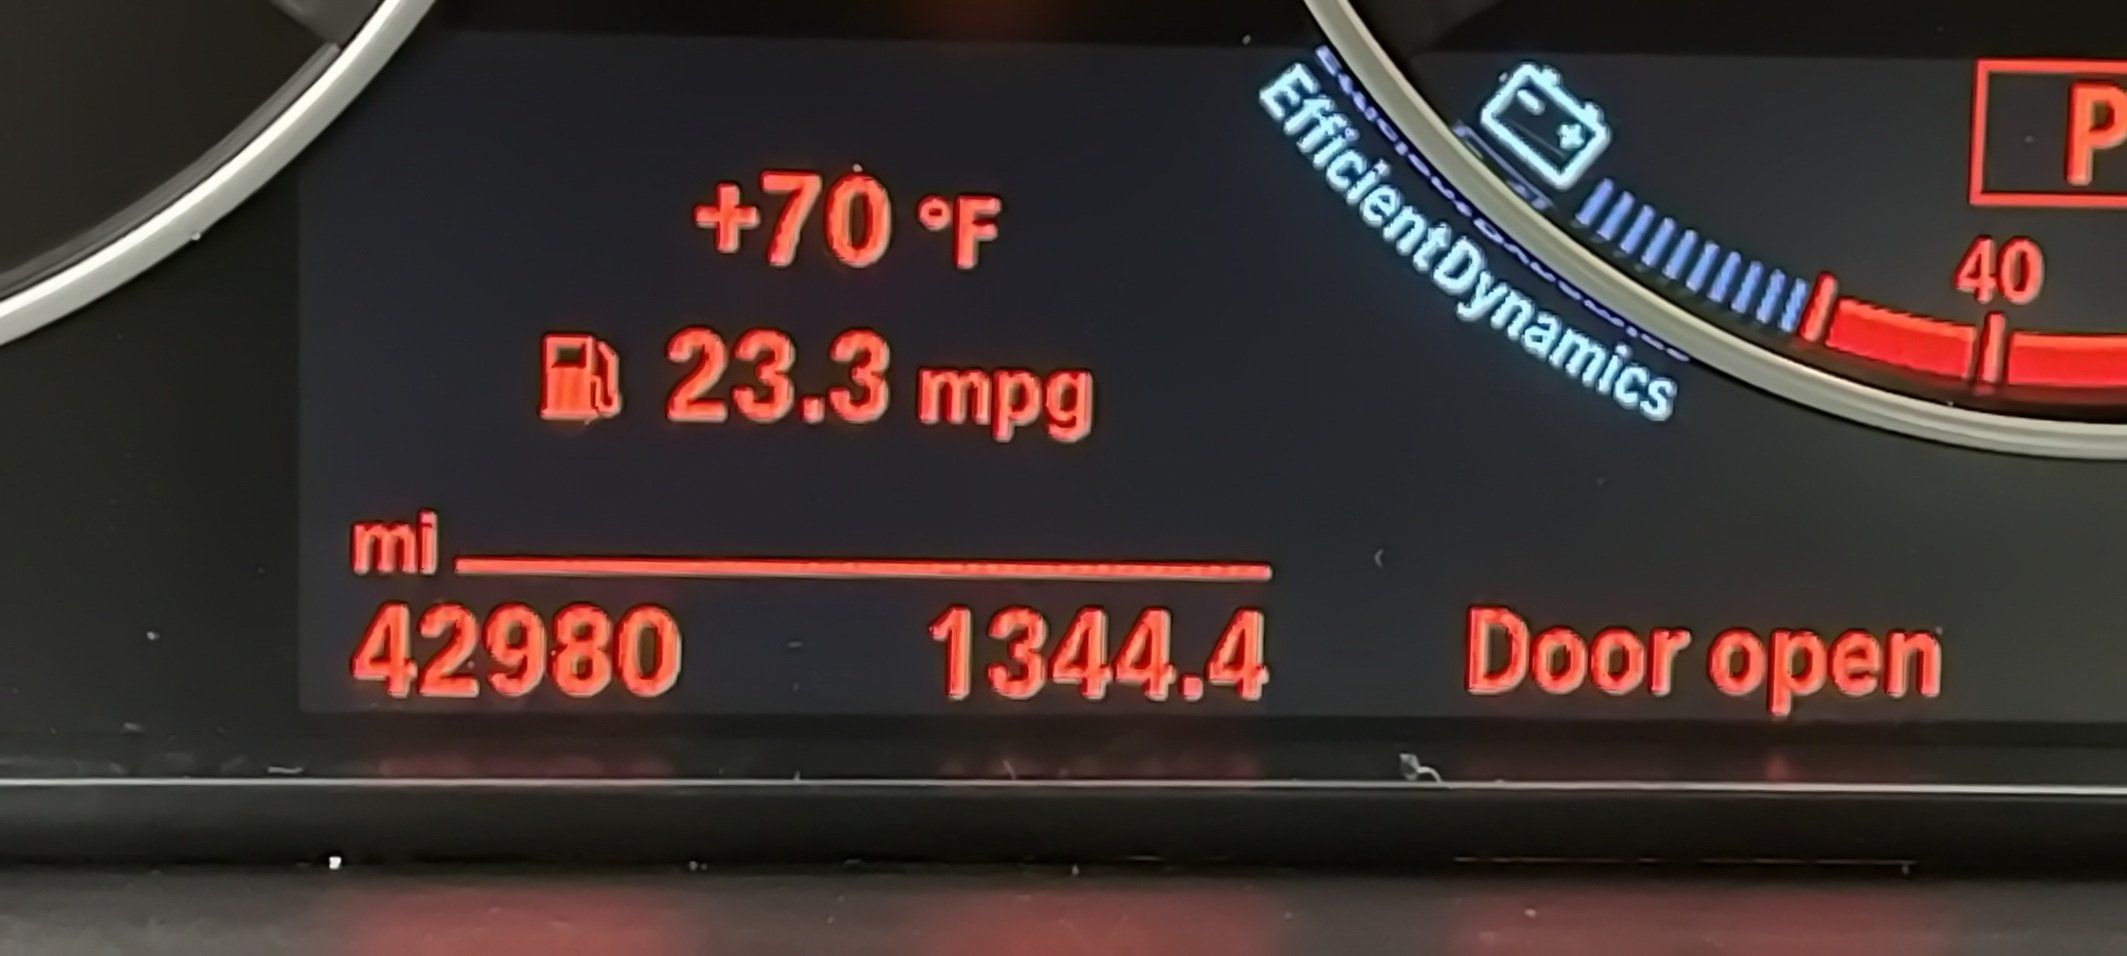 +70 °F
23.3 mpg
mi
42980 1344.4
EfficientDynamics
P
40
Door open